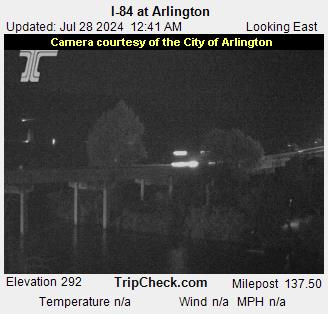 I-84 at Arlington
Updated: Jul 28 2024 12:41 AM Looking East
Camera courtesy of the City of Arlington
Elevation 292 TripCheck.com Milepost 137.50
Temperature n/a Wind n/a MPH n/a